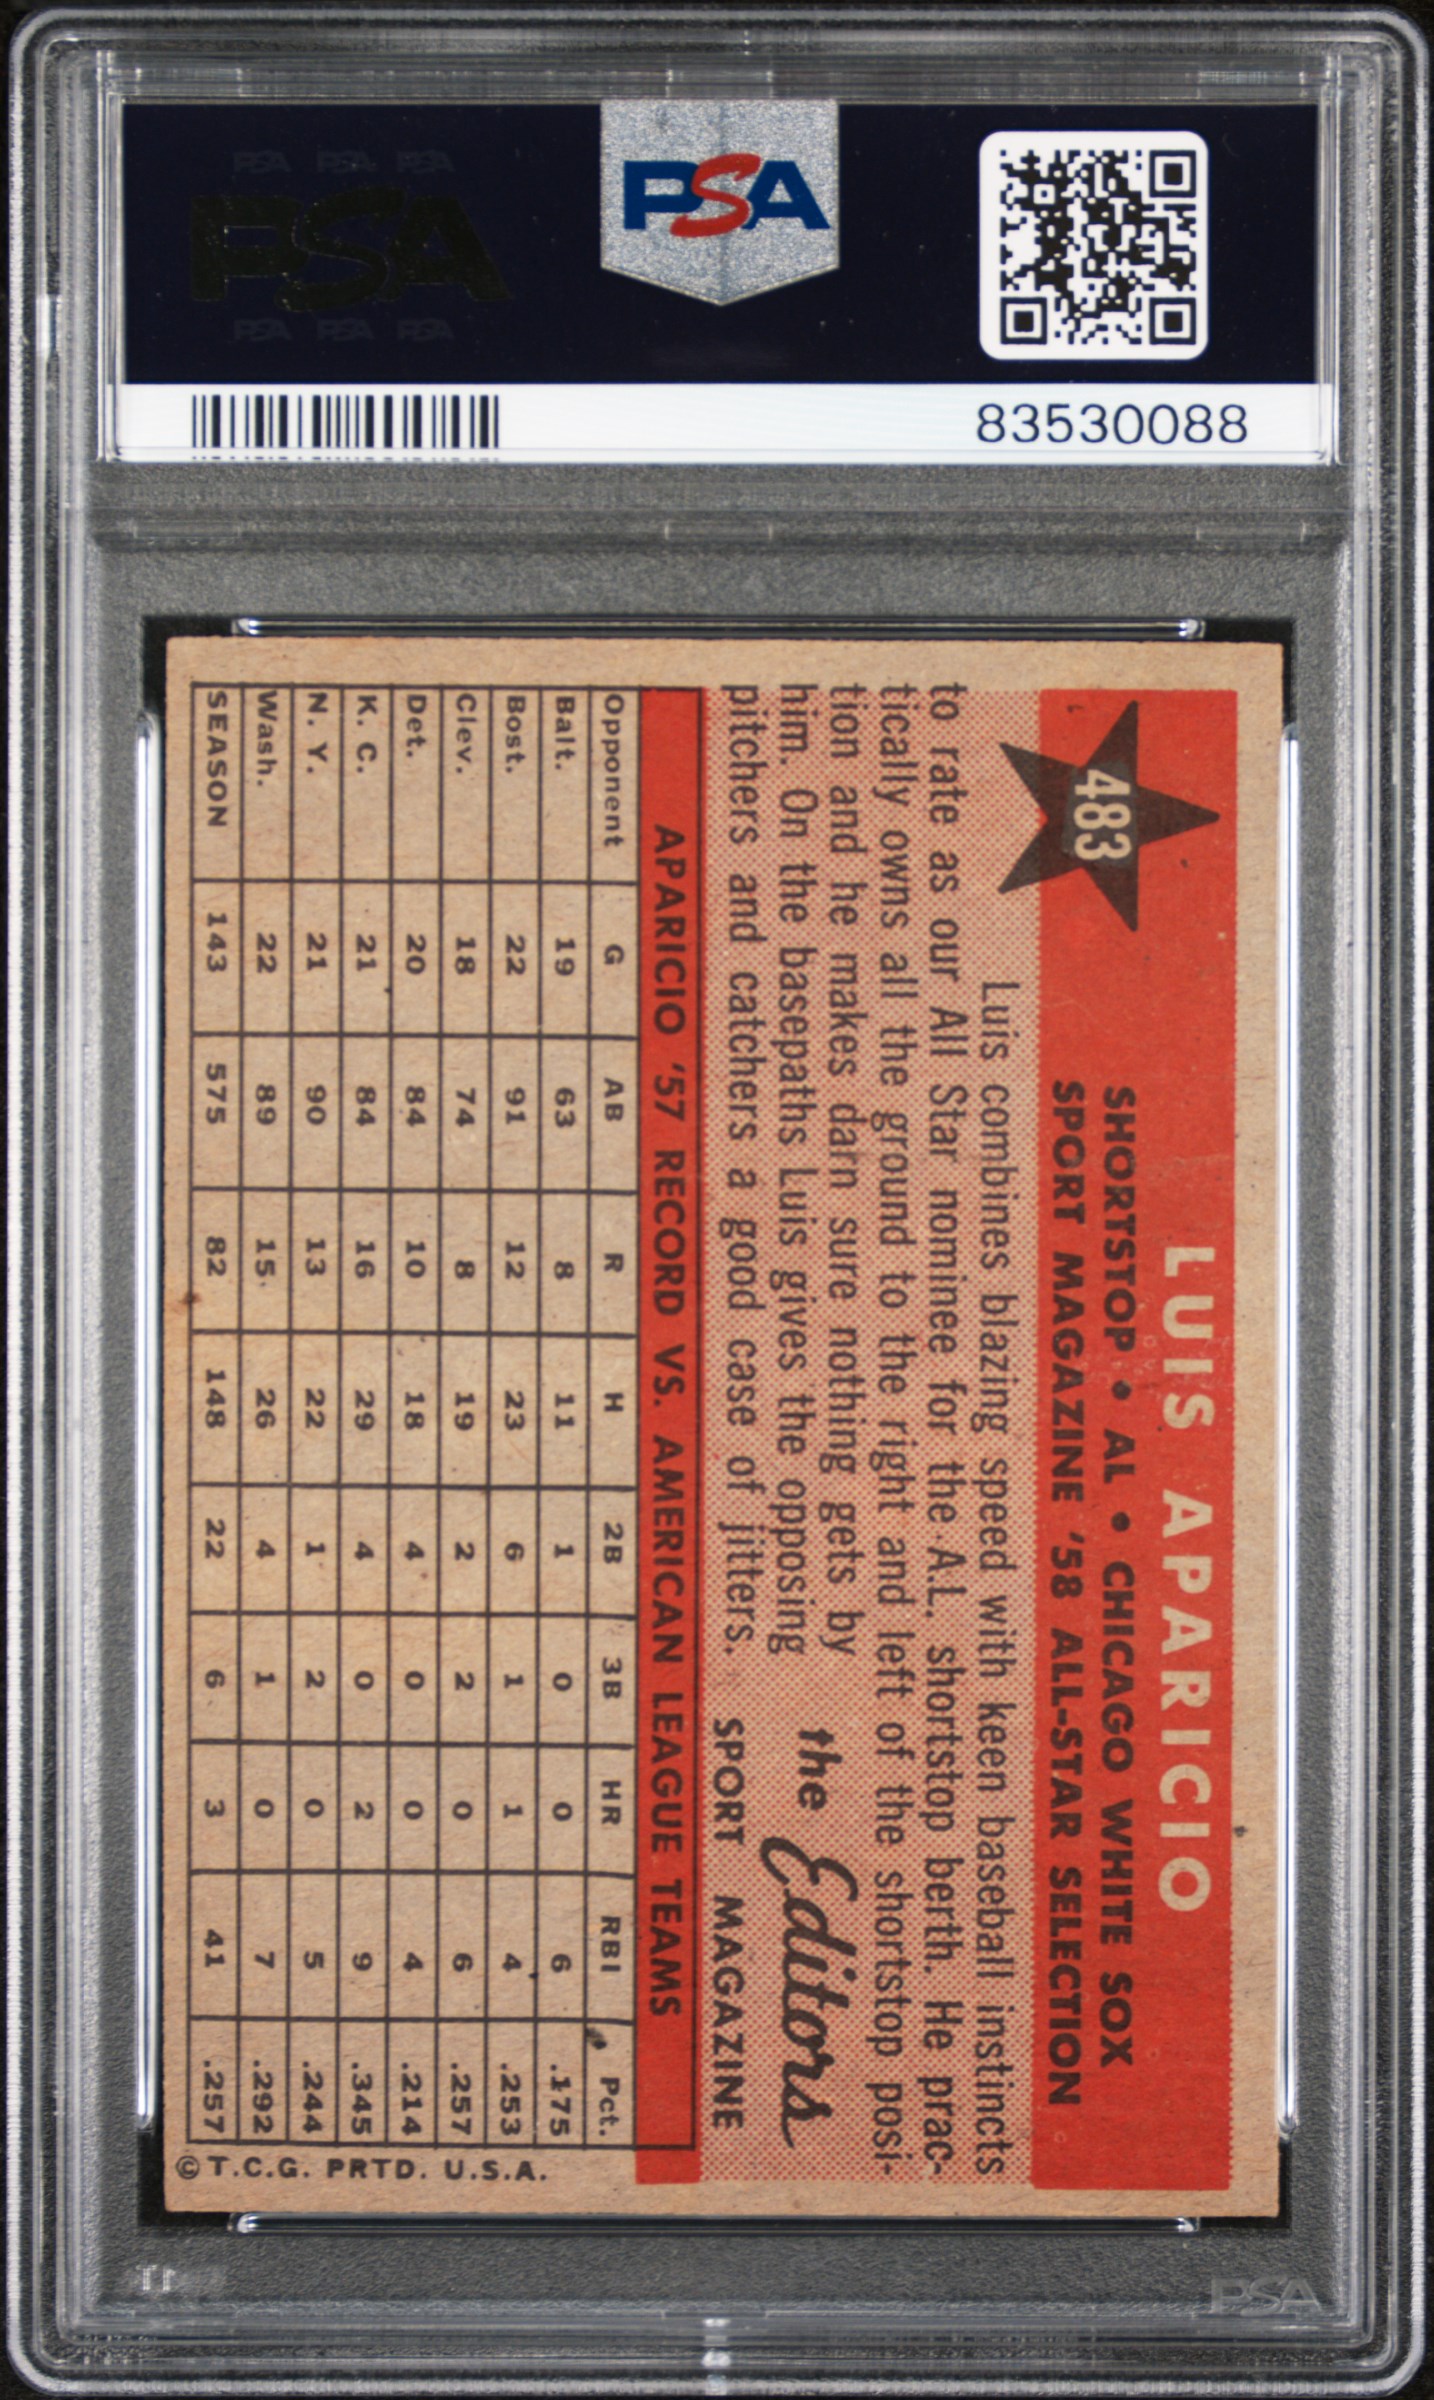 PSA PSA PSA
PSA
PSA PSA PSA
PSA
83530088
483
LUIS APARICIO
SHORTSTOP • AL • CHICAGO WHITE SOX
SPORT MAGAZINE '58 ALL-STAR SELECTION
Luis combines blazing speed with keen baseball instincts
to rate as our All Star nominee for the A.L. shortstop berth. He prac-
tically owns all the ground to the right and left of the shortstop posi-
tion and he makes darn sure nothing gets by
him. On the basepaths Luis gives the opposing
pitchers and catchers a good case of jitters.
the Editors
SPORT MAGAZINE
APARICIO '57 RECORD VS. AMERICAN LEAGUE TEAMS
Opponent G AB R H 2B 3B HR RBI Pct.
Balt. 19 63 8 11 1 0 0 6 .175
Bost. 22 91 12 23 6 1 1 4 .253
Clev. 18 74 8 19 2 2 0 6 .257
Det. 20 84 10 18 4 0 0 4 .214
K. C. 21 84 16 29 4 0 2 9 .345
N. Y. 21 90 13 22 1 2 0 5 .244
Wash. 22 89 15 26 4 1 0 7 .292
SEASON 143 575 82 148 22 6 3 41 .257
© T.C.G. PRTD. U.S.A.
PSA